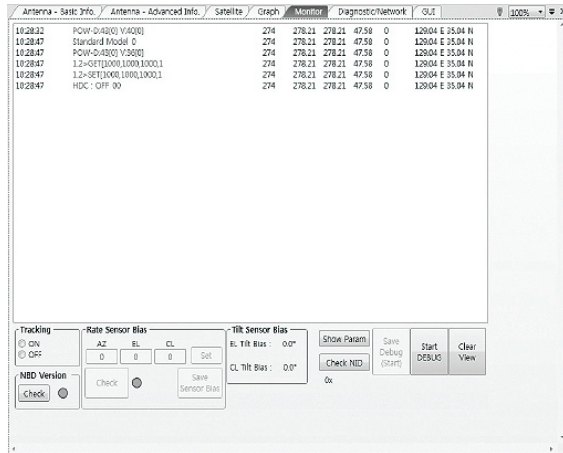 Antenna - Basic Info. Antenna - Advanced Info. Satellite Graph Monitor Diagnostic/Network GUI 100%
10:28:32 POW-D:43[0] V:40[0] 274 278.21 278.21 47.58 0 129.04 E 35.04 N
10:28:47 Standard Model 0 274 278.21 278.21 47.58 0 129.04 E 35.04 N
10:28:47 POW-D:43[0] V:36[0] 274 278.21 278.21 47.58 0 129.04 E 35.04 N
10:28:47 1.2>GET[1000,1000,1000,1 274 278.21 278.21 47.58 0 129.04 E 35.04 N
10:28:47 1.2>SET[1000,1000,1000,1 274 278.21 278.21 47.58 0 129.04 E 35.04 N
10:28:47 HDC : OFF 00 274 278.21 278.21 47.58 0 129.04 E 35.04 N
Tracking
ON
OFF
NBD Version
Check
Rate Sensor Bias
AZ EL CL
0 0 0 Set
Check Save Sensor Bias
Tilt Sensor Bias
EL Tilt Bias : 0.0°
CL Tilt Bias : 0.0°
Show Param
Check NID
0x
Save Debug (Start)
Start DEBUG
Clear View